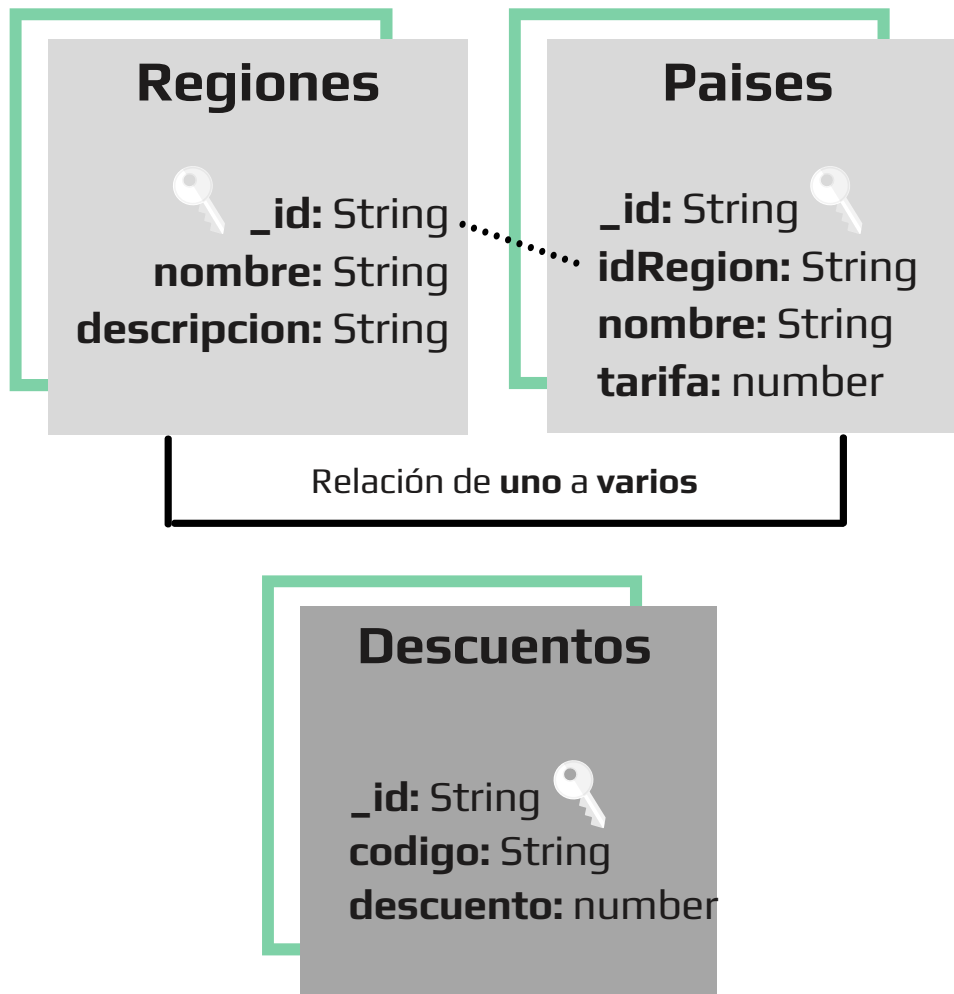 Regiones
_id: String
nombre: String
descripcion: String
Paises
_id: String
idRegion: String
nombre: String
tarifa: number
Relación de uno a varios
Descuentos
_id: String
codigo: String
descuento: number